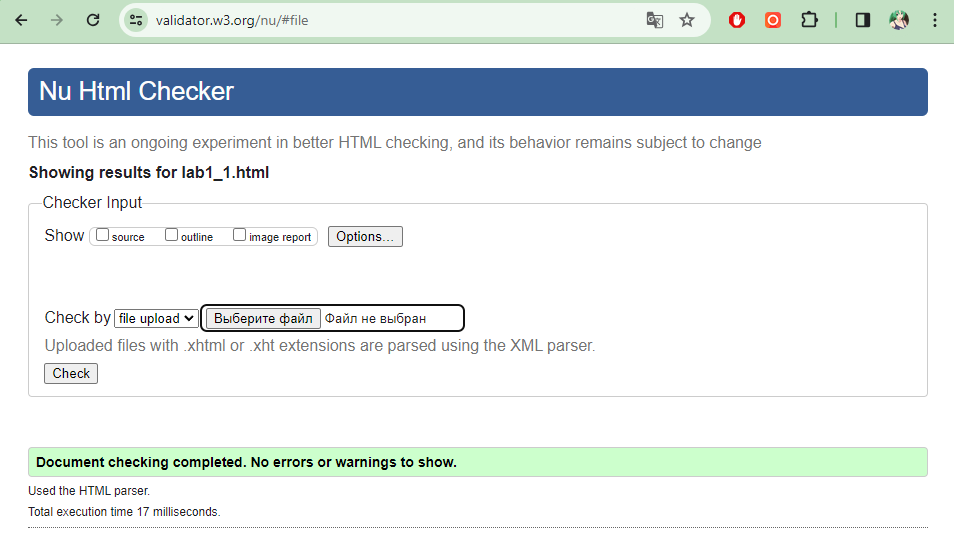 validator.w3.org/nu/#file
Nu Html Checker
This tool is an ongoing experiment in better HTML checking, and its behavior remains subject to change
Showing results for lab1_1.html
Checker Input
Show source outline image report Options...
Check by file upload Выберите файл Файл не выбран
Uploaded files with .xhtml or .xht extensions are parsed using the XML parser.
Check
Document checking completed. No errors or warnings to show.
Used the HTML parser.
Total execution time 17 milliseconds.